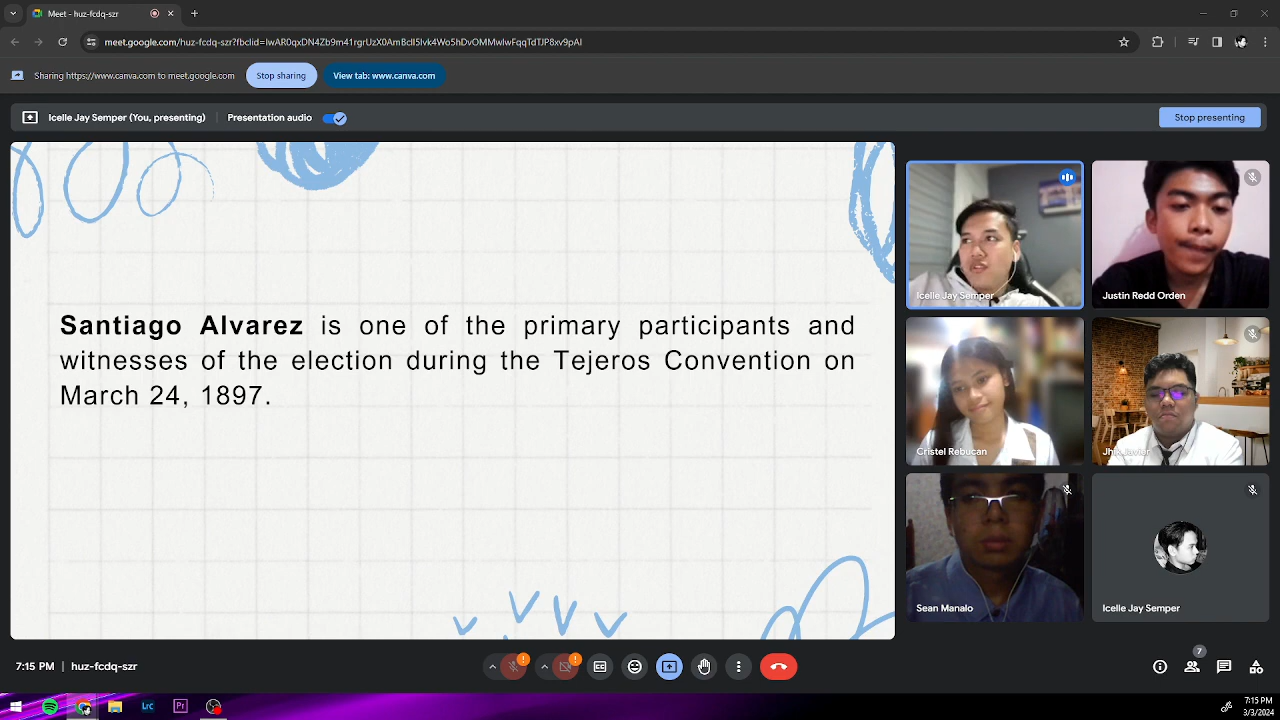 Meet - huz-fcdq-szr
meet.google.com/huz-fcdq-szr?fbclid=IwAR0qxDN4Zb9m41rgrUzX0AmBclI5Ivk4Wo5hDvOMMwIwFqqTdTJP8xv9pAI
Sharing https://www.canva.com to meet.google.com
Stop sharing
View tab: www.canva.com
Icelle Jay Semper (You, presenting)
Presentation audio
Stop presenting
Santiago Alvarez is one of the primary participants and
witnesses of the election during the Tejeros Convention on
March 24, 1897.
Icelle Jay Semper
Justin Redd Orden
Cristel Rebucan
Sean Manalo
Icelle Jay Semper
7:15 PM | huz-fcdq-szr
7
Lrc
Pr
7:15 PM
3/3/2024